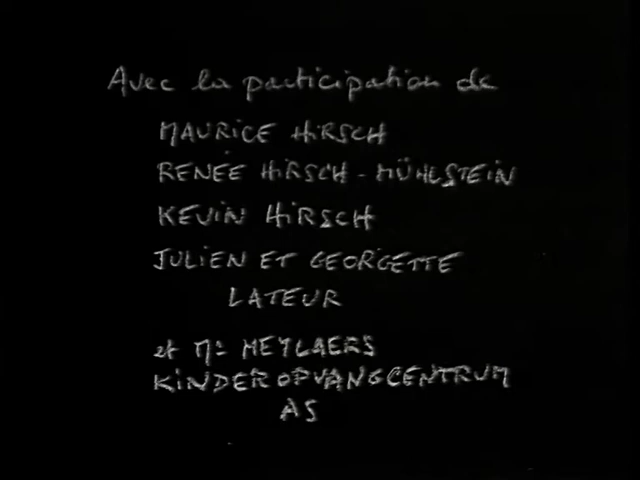 Avec la participation de
MAURICE HIRSCH
RENÉE HIRSCH-MÜHLSTEIN
KEVIN HIRSCH
JULIEN ET GEORGETTE
LATEUR
et Mr MEYLAERS
KINDEROPVANGCENTRUM
AS